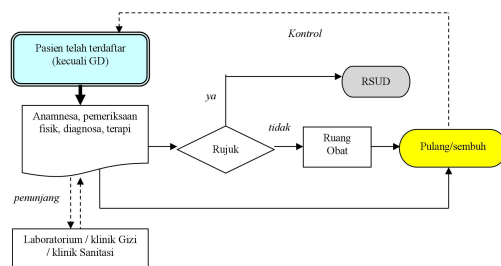 Kontrol
Pasien telah terdaftar
(kecuali GD)
RSUD
ya
Anamnesa, pemeriksaan
fisik, diagnosa, terapi
Rujuk
tidak
Ruang
Obat
Pulang/sembuh
penunjang
Laboratorium / klinik Gizi
/ klinik Sanitasi